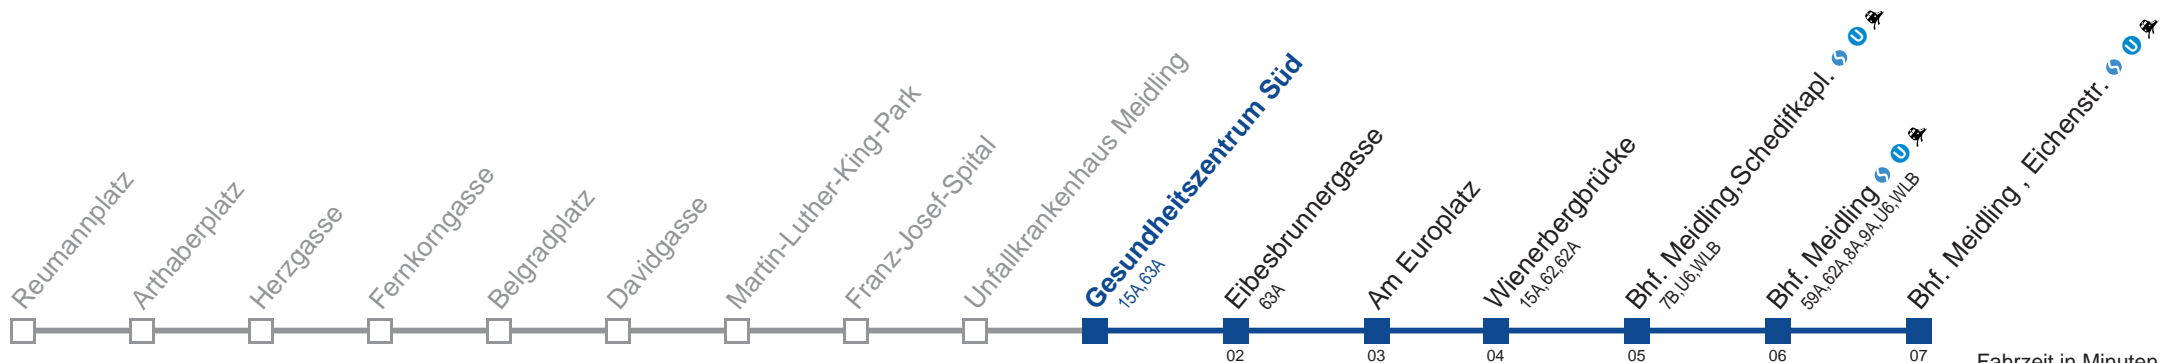 Reumannplatz
Arthaberplatz
Herzgasse
Fernkorngasse
Belgradplatz
Davidgasse
Martin-Luther-King-Park
Franz-Josef-Spital
Unfallkrankenhaus Meidling
Gesundheitszentrum Süd
15A,63A
Eibesbrunnergasse
63A
Am Europlatz
Wienerbergbrücke
15A,62,62A
Bhf. Meidling,Schedifkapl. U
7B,U6,WLB
Bhf. Meidling U
59A,62A,8A,9A,U6,WLB
Bhf. Meidling , Eichenstr. U
02 03 04 05 06 07
Fahrzeit in Minuten